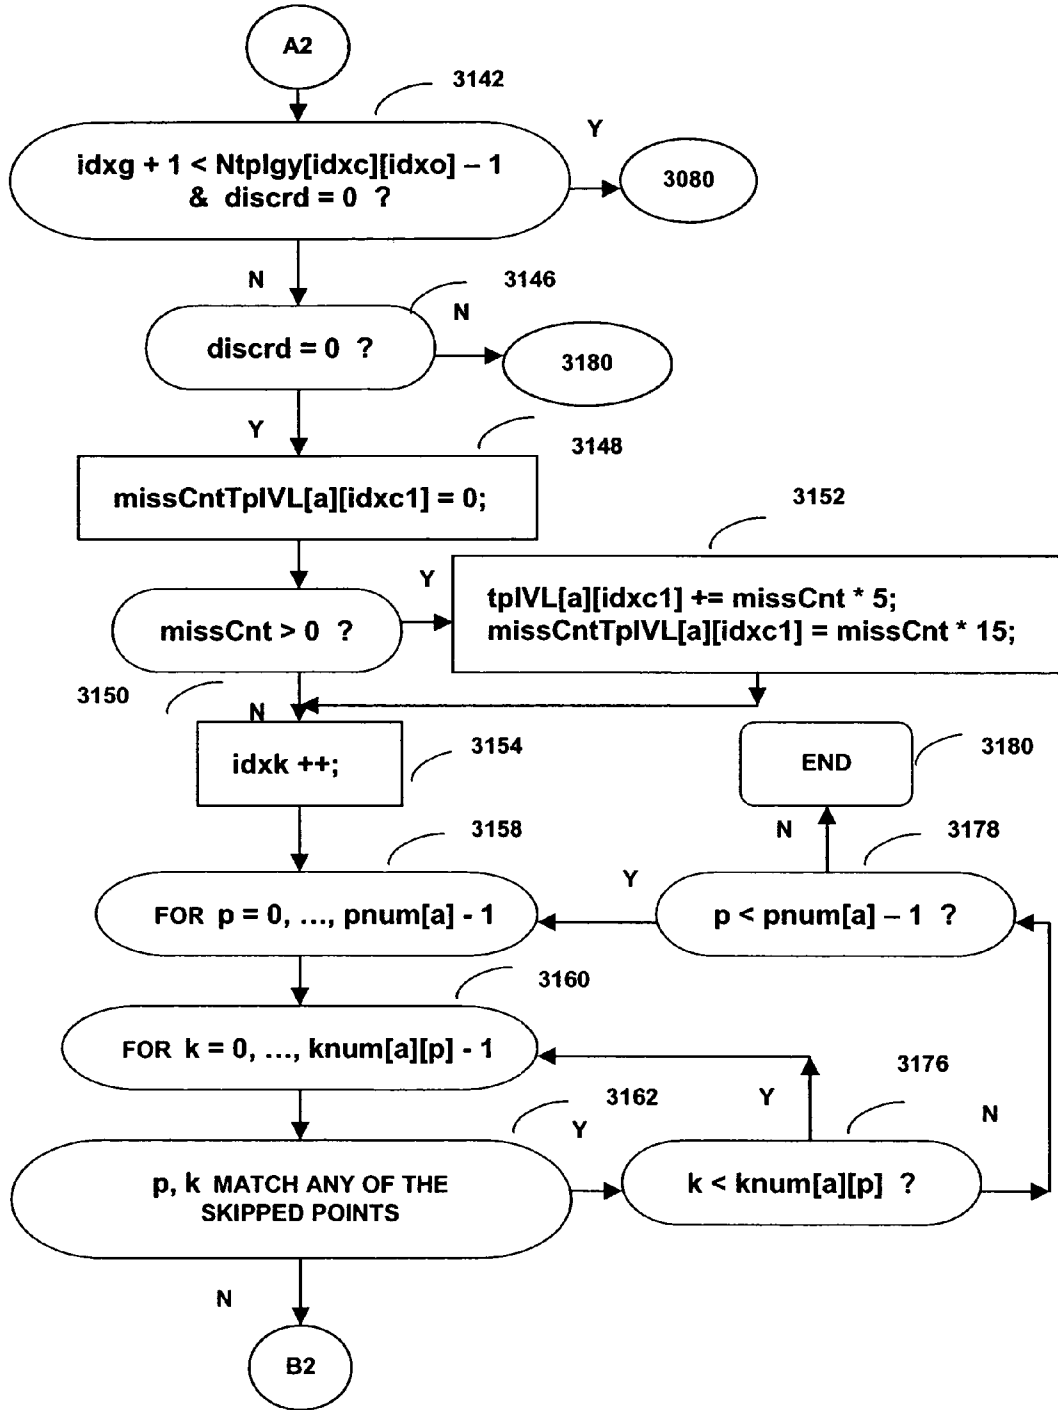 A2
3142
idxg + 1 < Ntplgy[idxc][idxo] – 1
& discrd = 0 ?
Y
3080
N
3146
discrd = 0 ?
N
3180
Y
3148
missCntTplVL[a][idxc1] = 0;
3152
missCnt > 0 ?
Y
tplVL[a][idxc1] += missCnt * 5;
missCntTplVL[a][idxc1] = missCnt * 15;
3150
N
idxk ++;
3154
END
3180
N
3158
3178
FOR p = 0, ..., pnum[a] - 1
Y
p < pnum[a] – 1 ?
3160
FOR k = 0, ..., knum[a][p] - 1
3176
Y
N
3162
Y
p, k MATCH ANY OF THE
SKIPPED POINTS
k < knum[a][p] ?
N
B2